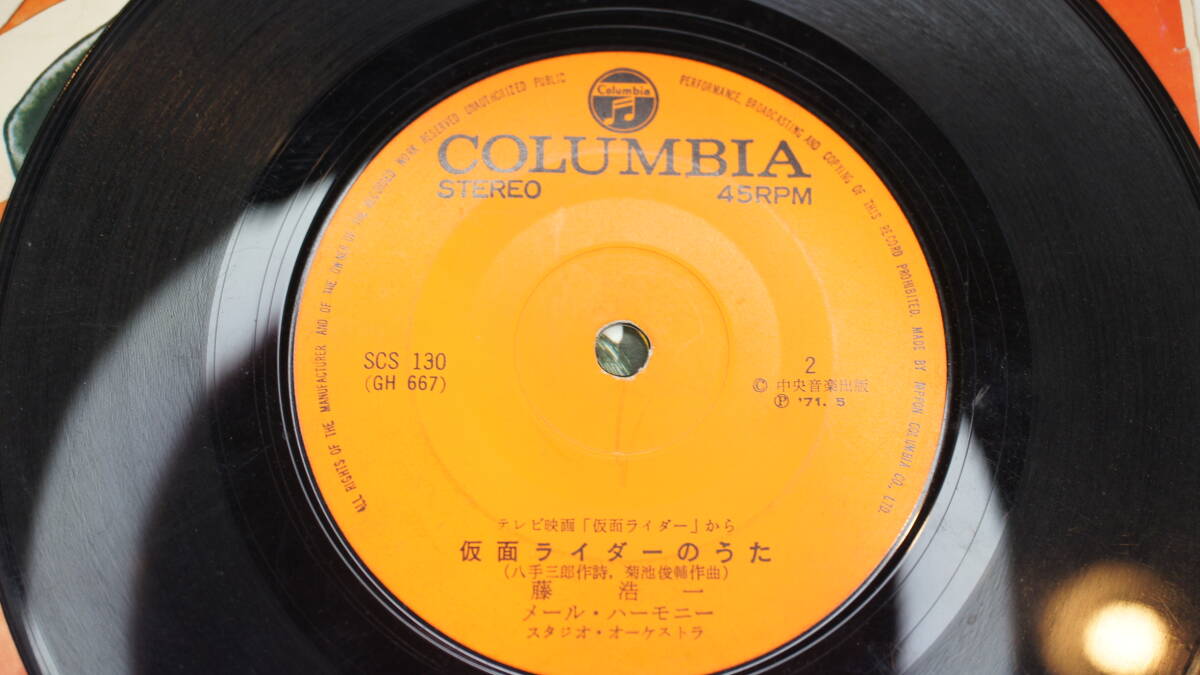 Columbia
COLUMBIA
STEREO 45RPM
ALL RIGHTS OF THE MANUFACTURER AND OF THE OWNER OF THE RECORDED WORK RESERVED UNAUTHORIZED PUBLIC PERFORMANCE, BROADCASTING AND COPYING OF THIS RECORD PROHIBITED. MADE BY NIPPON COLUMBIA CO., LTD.
SCS 130
(GH 667)
2
© 中央音楽出版
Ⓟ '71. 5
テレビ映画「仮面ライダー」から
仮面ライダーのうた
(八手三郎作詩, 菊池俊輔作曲)
藤 浩 一
メール・ハーモニー
スタジオ・オーケストラ